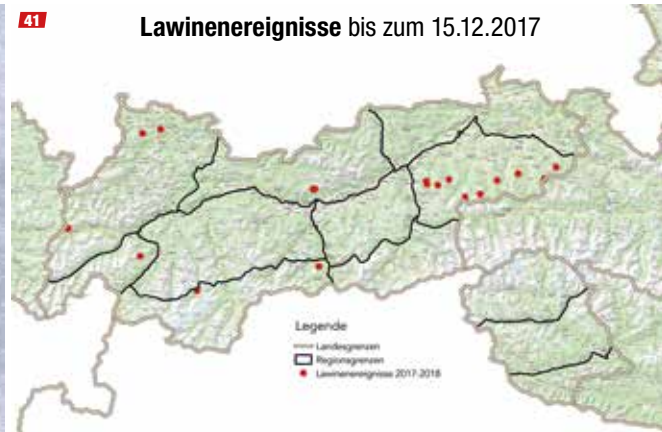 41
Lawinenereignisse bis zum 15.12.2017
Legende
Landesgrenzen
Regionsgrenzen
Lawinenereignisse 2017-2018